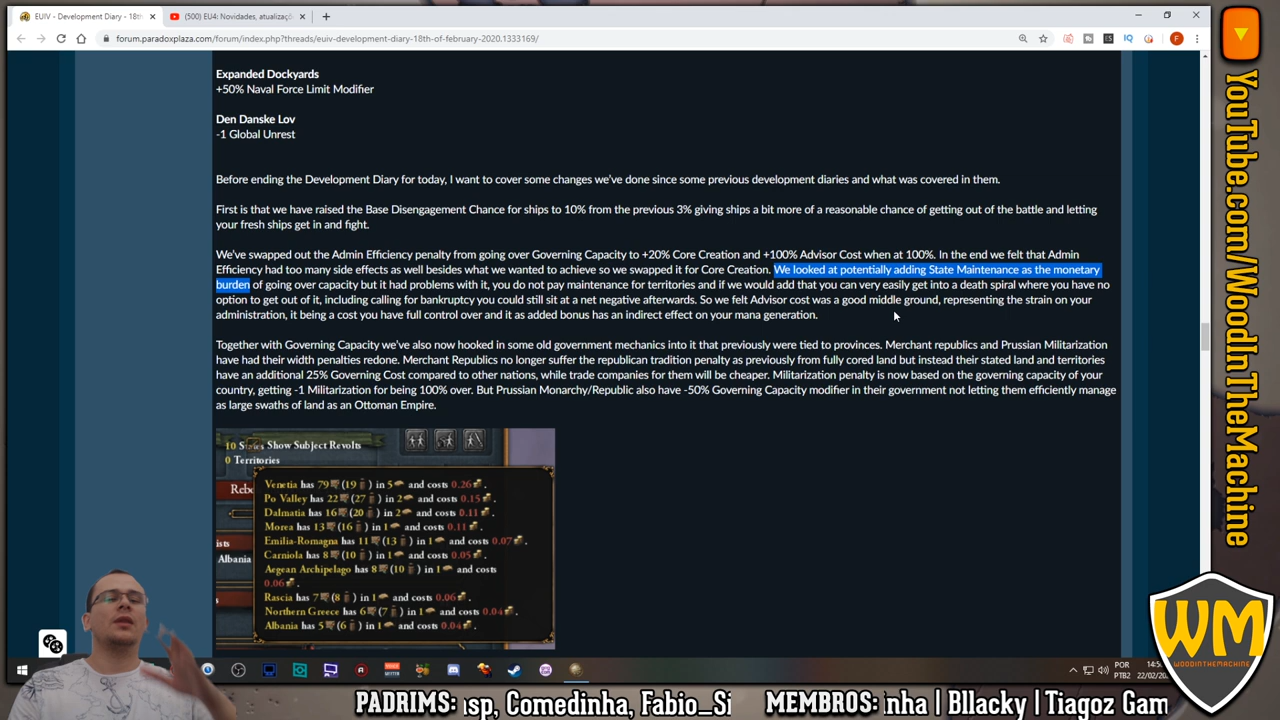 EUIV - Development Diary - 18th
(500) EU4: Novidades, atualizaçõ
forum.paradoxplaza.com/forum/index.php?threads/euiv-development-diary-18th-of-february-2020.1333169/
Expanded Dockyards
+50% Naval Force Limit Modifier
Den Danske Lov
-1 Global Unrest
Before ending the Development Diary for today, I want to cover some changes we've done since some previous development diaries and what was covered in them.
First is that we have raised the Base Disengagement Chance for ships to 10% from the previous 3% giving ships a bit more of a reasonable chance of getting out of the battle and letting
your fresh ships get in and fight.
We've swapped out the Admin Efficiency penalty from going over Governing Capacity to +20% Core Creation and +100% Advisor Cost when at 100%. In the end we felt that Admin
Efficiency had too many side effects as well besides what we wanted to achieve so we swapped it for Core Creation. We looked at potentially adding State Maintenance as the monetary
burden of going over capacity but it had problems with it, you do not pay maintenance for territories and if we would add that you can very easily get into a death spiral where you have no
option to get out of it, including calling for bankruptcy you could still sit at a net negative afterwards. So we felt Advisor cost was a good middle ground, representing the strain on your
administration, it being a cost you have full control over and it as added bonus has an indirect effect on your mana generation.
Together with Governing Capacity we've also now hooked in some old government mechanics into it that previously were tied to provinces. Merchant republics and Prussian Militarization
have had their width penalties redone. Merchant Republics no longer suffer the republican tradition penalty as previously from fully cored land but instead their stated land and territories
have an additional 25% Governing Cost compared to other nations, while trade companies for them will be cheaper. Militarization penalty is now based on the governing capacity of your
country, getting -1 Militarization for being 100% over. But Prussian Monarchy/Republic also have -50% Governing Capacity modifier in their government not letting them efficiently manage
as large swaths of land as an Ottoman Empire.
10 States Show Subject Revolts
0 Territories
Rebe
Venetia has 79 (19 ) in 5 and costs 0.26 .
Po Valley has 22 (27 ) in 2 and costs 0.15 .
Dalmatia has 16 (20 ) in 2 and costs 0.11 .
Morea has 13 (16 ) in 1 and costs 0.11 .
ists
Emilia-Romagna has 11 (13 ) in 1 and costs 0.07 .
Albania
Carniola has 8 (10 ) in 1 and costs 0.05 .
Aegean Archipelago has 8 (10 ) in 1 and costs
0.06 .
Rascia has 7 (8 ) in 1 and costs 0.06 .
Northern Greece has 6 (7 ) in 1 and costs 0.04 .
Albania has 5 (6 ) in 1 and costs 0.04 .
POR
PTB2
14:5
22/02/20
YouTube.com/WoodInTheMachine
WM
WOODINTHEMACHINE
PADRIMS: asp, Comedinha, Fabio_Si
MEMBROS: inha | Bllacky | Tiagoz Gam